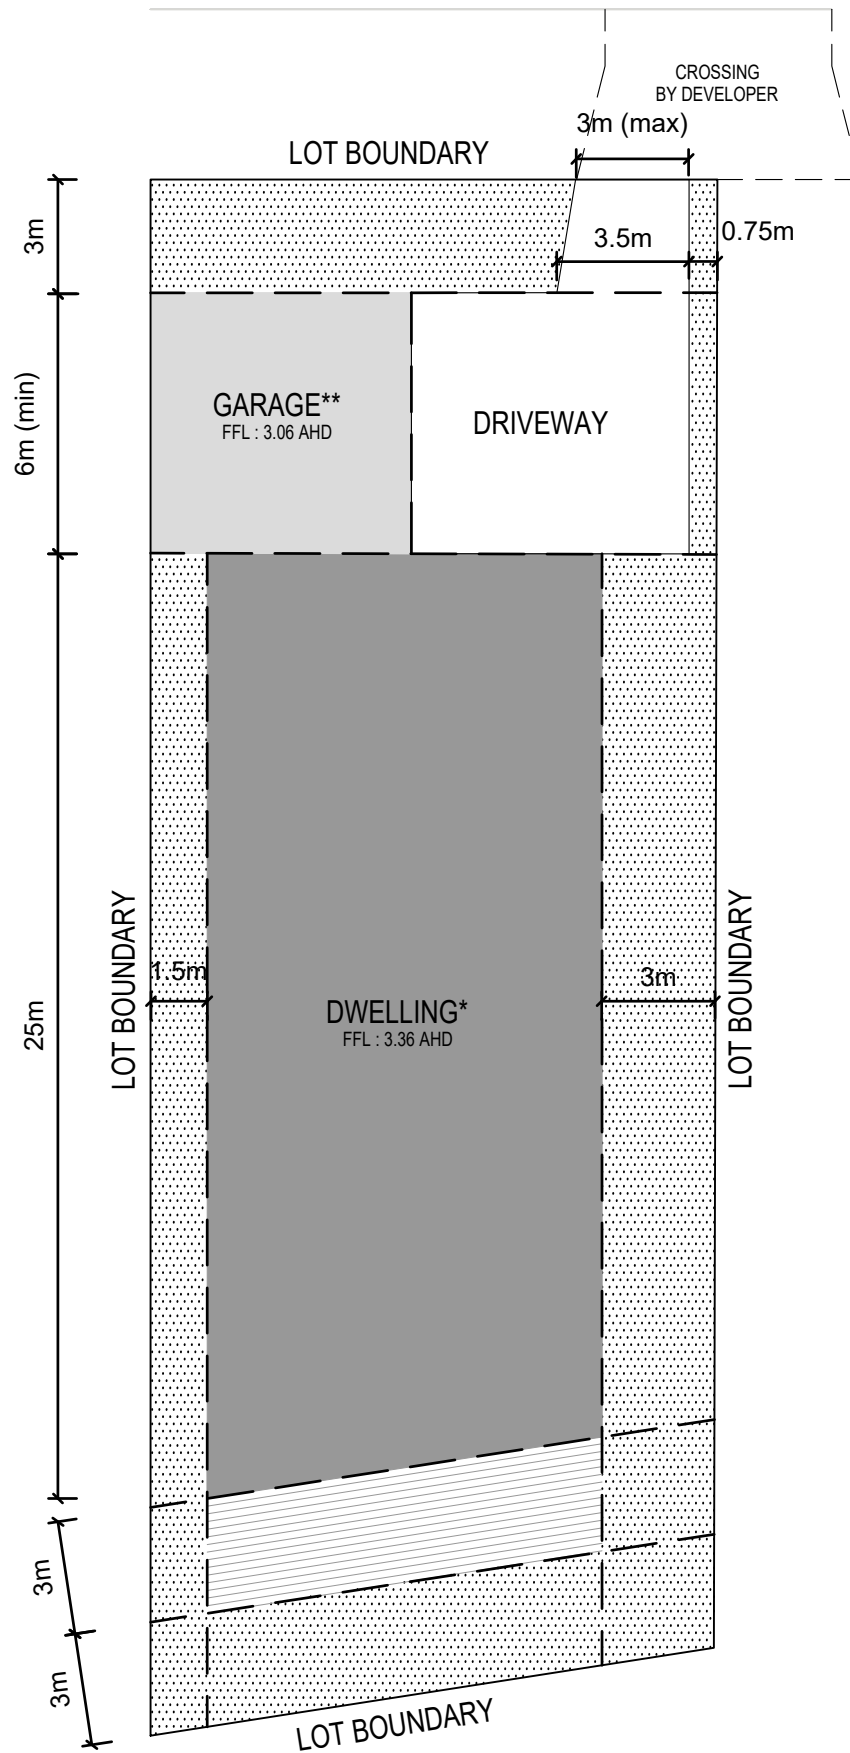 CROSSING
BY DEVELOPER
3m (max)
LOT BOUNDARY
3m
3.5m
0.75m
6m (min)
GARAGE**
FFL : 3.06 AHD
DRIVEWAY
LOT BOUNDARY
LOT BOUNDARY
1.5m
3m
25m
DWELLING*
FFL : 3.36 AHD
3m
3m
LOT BOUNDARY